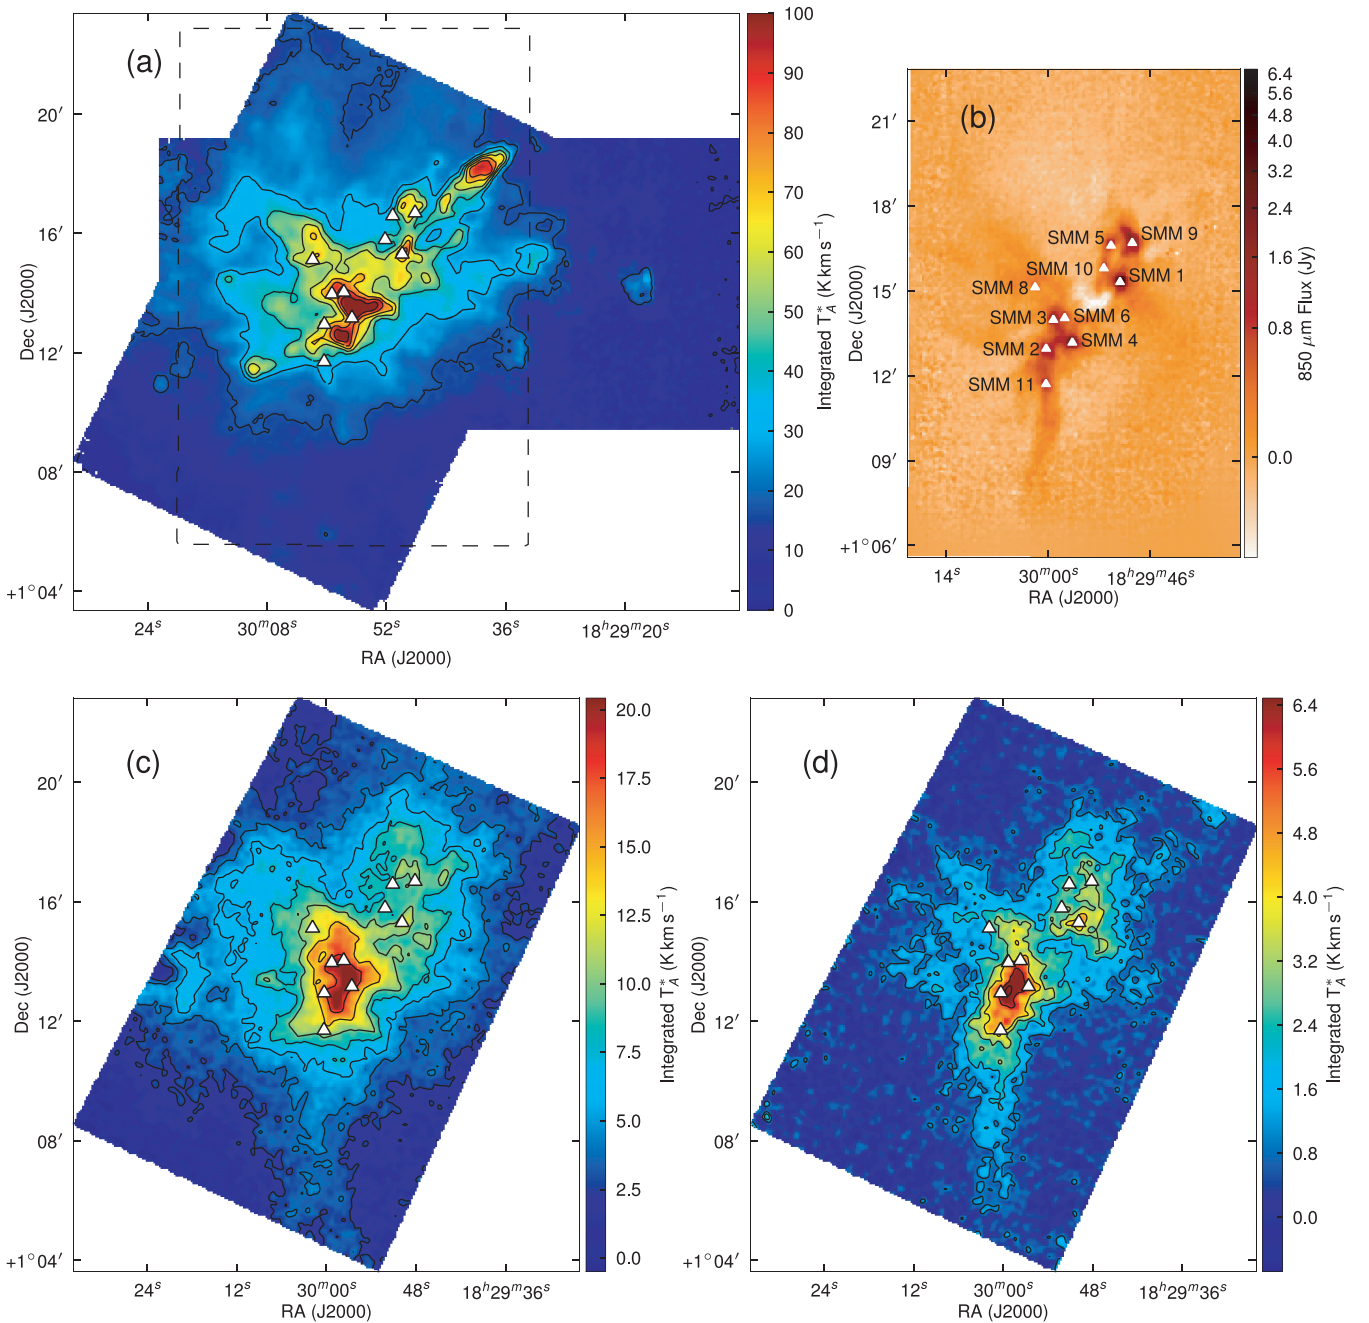 (a)
20′
16′
12′
08′
+1°04′
Dec (J2000)
24ˢ
30ᵐ08ˢ
52ˢ
36ˢ
18ʰ29ᵐ20ˢ
RA (J2000)
100
90
80
70
60
50
40
30
20
10
0
Integrated T*A (K km s⁻¹)
(b)
21′
18′
15′
12′
09′
+1°06′
Dec (J2000)
SMM 5
SMM 9
SMM 10
SMM 1
SMM 8
SMM 3
SMM 6
SMM 2
SMM 4
SMM 11
14ˢ
30ᵐ00ˢ
18ʰ29ᵐ46ˢ
RA (J2000)
6.4
5.6
4.8
4.0
3.2
2.4
1.6
0.8
0.0
850 μm Flux (Jy)
(c)
20′
16′
12′
08′
+1°04′
Dec (J2000)
24ˢ
12ˢ
30ᵐ00ˢ
48ˢ
18ʰ29ᵐ36ˢ
RA (J2000)
20.0
17.5
15.0
12.5
10.0
7.5
5.0
2.5
0.0
Integrated T*A (K km s⁻¹)
(d)
20′
16′
12′
08′
+1°04′
Dec (J2000)
24ˢ
12ˢ
30ᵐ00ˢ
48ˢ
18ʰ29ᵐ36ˢ
RA (J2000)
6.4
5.6
4.8
4.0
3.2
2.4
1.6
0.8
0.0
Integrated T*A (K km s⁻¹)